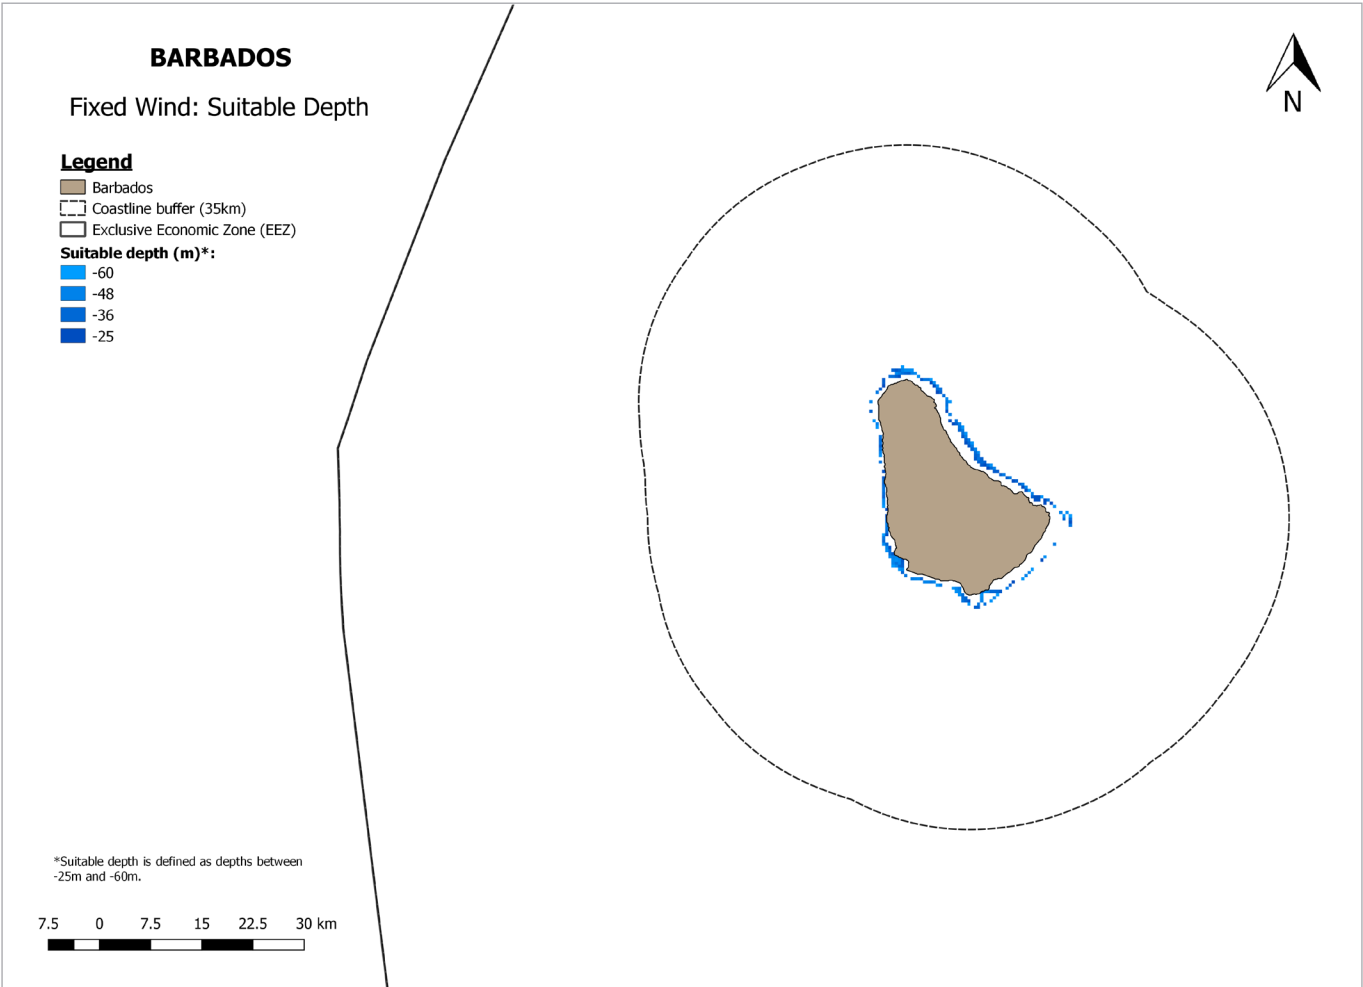 BARBADOS
Fixed Wind: Suitable Depth
Legend
Barbados
Coastline buffer (35km)
Exclusive Economic Zone (EEZ)
Suitable depth (m)*:
-60
-48
-36
-25
N
*Suitable depth is defined as depths between
-25m and -60m.
7.5 0 7.5 15 22.5 30 km